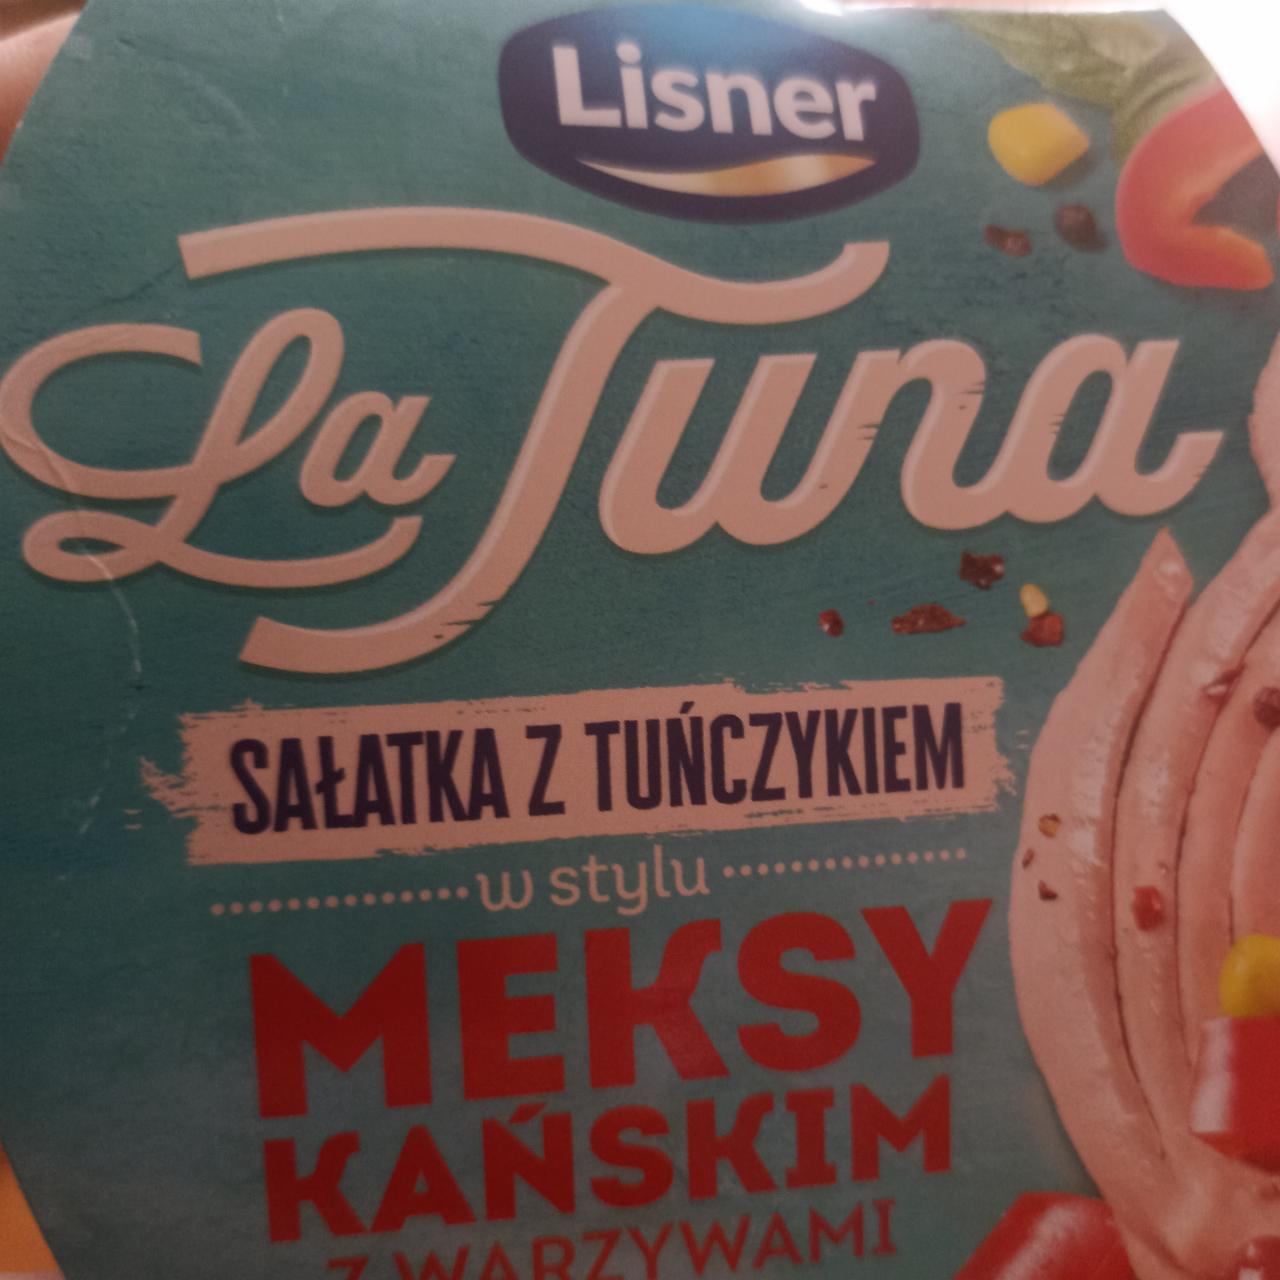 Lisner
La Tuna
SAŁATKA Z TUŃCZYKIEM
w stylu
MEKSY
KAŃSKIM
Z WARZYWAMI